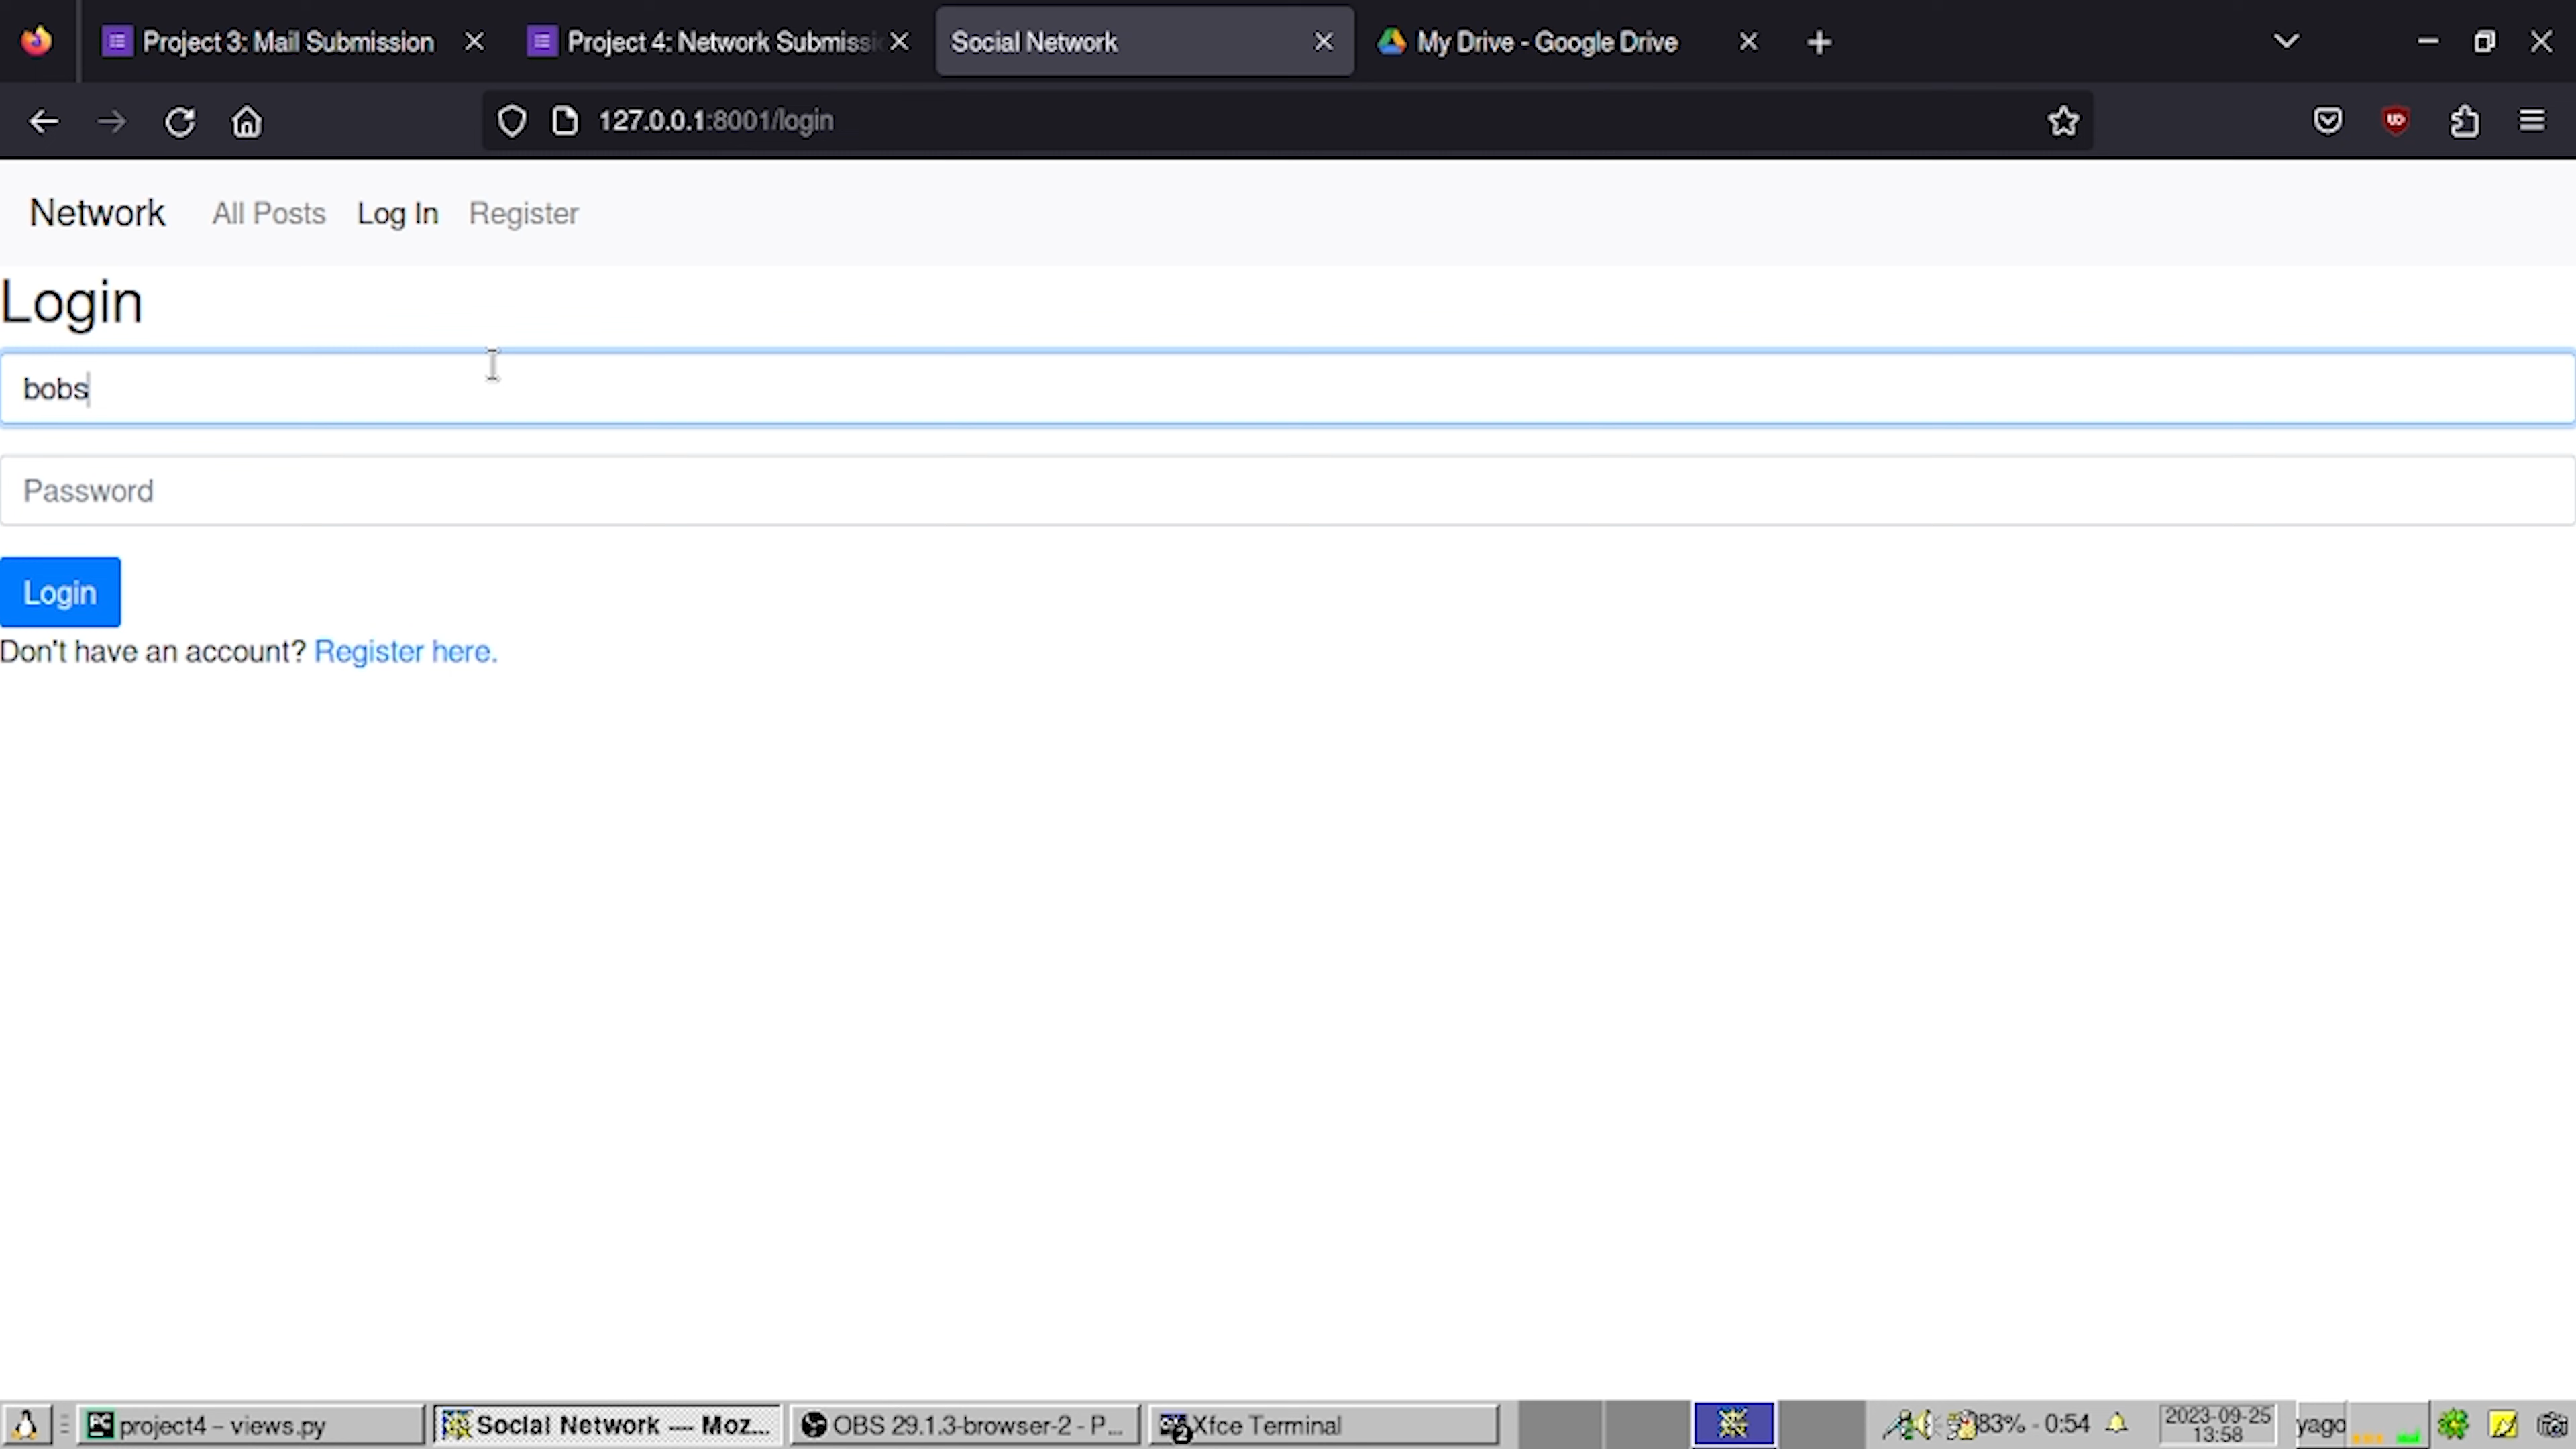 Project 3: Mail Submission
Project 4: Network Submissi
Social Network
My Drive - Google Drive
127.0.0.1:8001/login
Network
All Posts
Log In
Register
Login
bobs
Password
Login
Don't have an account? Register here.
project4 – views.py
Social Network — Moz...
OBS 29.1.3-browser-2 - P...
2
Xfce Terminal
83% - 0:54
2023-09-25
13:58
yago